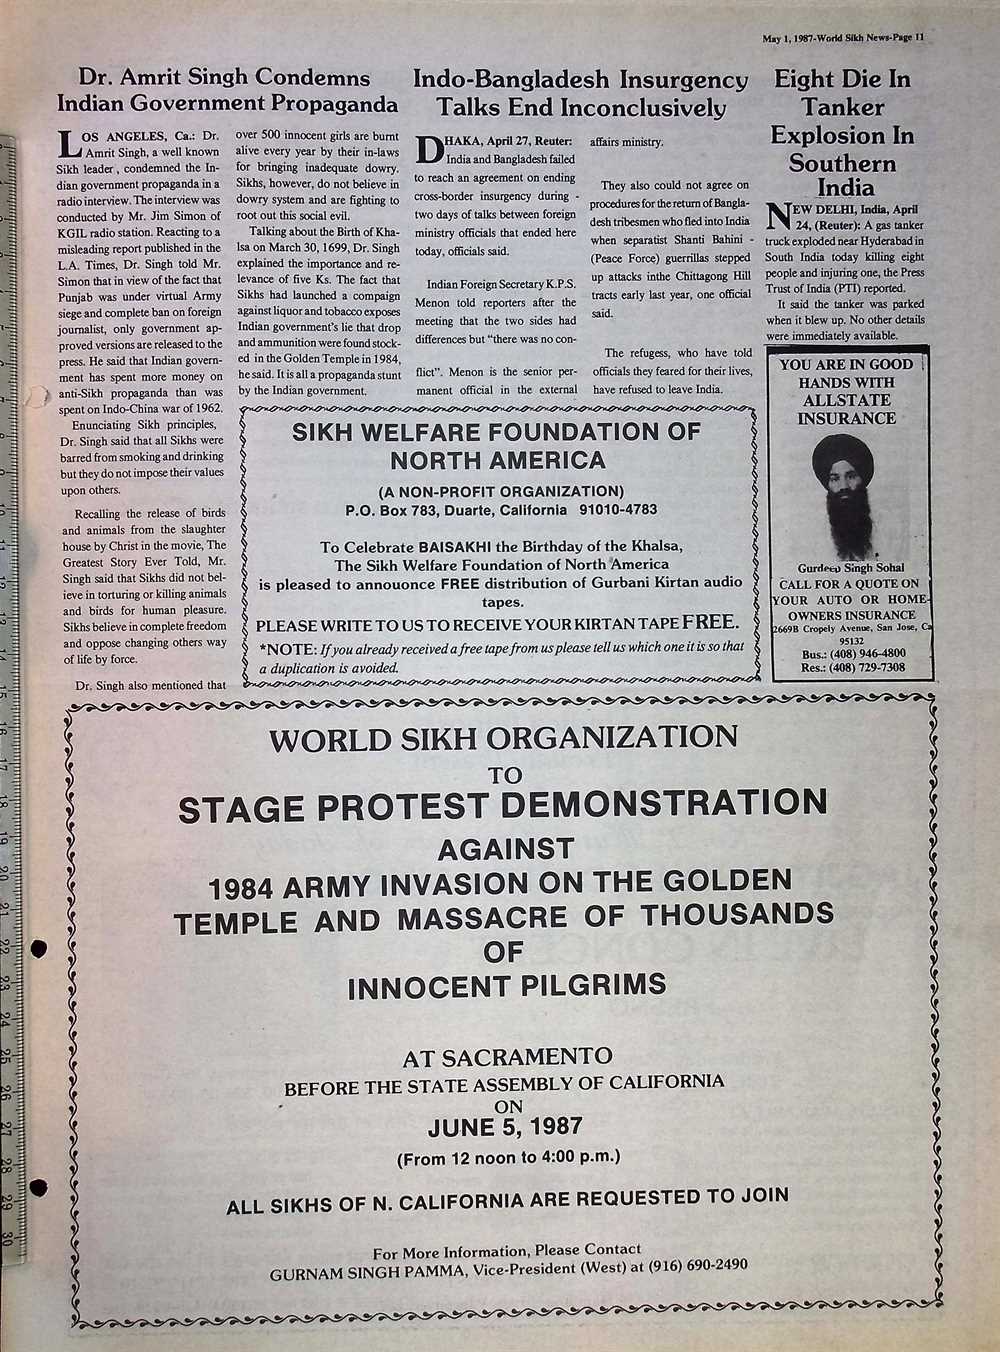 May 1, 1987-World Sikh News-Page 11
Dr. Amrit Singh Condemns
Indian Government Propaganda
LOS ANGELES, Ca.: Dr.
Amrit Singh, a well known
Sikh leader , condemned the In-
dian government propaganda in a
radio interview. The interview was
conducted by Mr. Jim Simon of
KGIL radio station. Reacting to a
misleading report published in the
L.A. Times, Dr. Singh told Mr.
Simon that in view of the fact that
Punjab was under virtual Army
siege and complete ban on foreign
journalist, only government ap-
proved versions are released to the
press. He said that Indian govern-
ment has spent more money on
anti-Sikh propaganda than was
spent on Indo-China war of 1962.
Enunciating Sikh principles,
Dr. Singh said that all Sikhs were
barred from smoking and drinking
but they do not impose their values
upon others.
Recalling the release of birds
and animals from the slaughter
house by Christ in the movie, The
Greatest Story Ever Told, Mr.
Singh said that Sikhs did not bel-
ieve in torturing or killing animals
and birds for human pleasure.
Sikhs believe in complete freedom
and oppose changing others way
of life by force.
Dr. Singh also mentioned that
over 500 innocent girls are burnt
alive every year by their in-laws
for bringing inadequate dowry.
Sikhs, however, do not believe in
dowry system and are fighting to
root out this social evil.
Talking about the Birth of Kha-
lsa on March 30, 1699, Dr. Singh
explained the importance and re-
levance of five Ks. The fact that
Sikhs had launched a compaign
against liquor and tobacco exposes
Indian government's lie that drop
and ammunition were found stock-
ed in the Golden Temple in 1984,
he said. It is all a propaganda stunt
by the Indian government.
Indo-Bangladesh Insurgency
Talks End Inconclusively
DHAKA, April 27, Reuter:
India and Bangladesh failed
to reach an agreement on ending
cross-border insurgency during -
two days of talks between foreign
ministry officials that ended here
today, officials said.
Indian Foreign Secretary K.P.S.
Menon told reporters after the
meeting that the two sides had
differences but "there was no con-
flict". Menon is the senior per-
manent official in the external
affairs ministry.
They also could not agree on
procedures for the return of Bangla-
desh tribesmen who fled into India
when separatist Shanti Bahini -
(Peace Force) guerrillas stepped
up attacks inthe Chittagong Hill
tracts early last year, one official
said.
The refugess, who have told
officials they feared for their lives,
have refused to leave India.
Eight Die In
Tanker
Explosion In
Southern
India
NEW DELHI, India, April
24, (Reuter): A gas tanker
truck exploded near Hyderabad in
South India today killing eight
people and injuring one, the Press
Trust of India (PTI) reported.
It said the tanker was parked
when it blew up. No other details
were immediately available.
YOU ARE IN GOOD
HANDS WITH
ALLSTATE
INSURANCE
Gurdeep Singh Sohal
CALL FOR A QUOTE ON
YOUR AUTO OR HOME-
OWNERS INSURANCE
2669B Cropely Avenue, San Jose, Ca
95132
Bus.: (408) 946-4800
Res.: (408) 729-7308
SIKH WELFARE FOUNDATION OF
NORTH AMERICA
(A NON-PROFIT ORGANIZATION)
P.O. Box 783, Duarte, California 91010-4783
To Celebrate BAISAKHI the Birthday of the Khalsa,
The Sikh Welfare Foundation of North America
is pleased to annouonce FREE distribution of Gurbani Kirtan audio
tapes.
PLEASE WRITE TO US TO RECEIVE YOUR KIRTAN TAPE FREE.
*NOTE: If you already received a free tape from us please tell us which one it is so that
a duplication is avoided.
WORLD SIKH ORGANIZATION
TO
STAGE PROTEST DEMONSTRATION
AGAINST
1984 ARMY INVASION ON THE GOLDEN
TEMPLE AND MASSACRE OF THOUSANDS
OF
INNOCENT PILGRIMS
AT SACRAMENTO
BEFORE THE STATE ASSEMBLY OF CALIFORNIA
ON
JUNE 5, 1987
(From 12 noon to 4:00 p.m.)
ALL SIKHS OF N. CALIFORNIA ARE REQUESTED TO JOIN
For More Information, Please Contact
GURNAM SINGH PAMMA, Vice-President (West) at (916) 690-2490